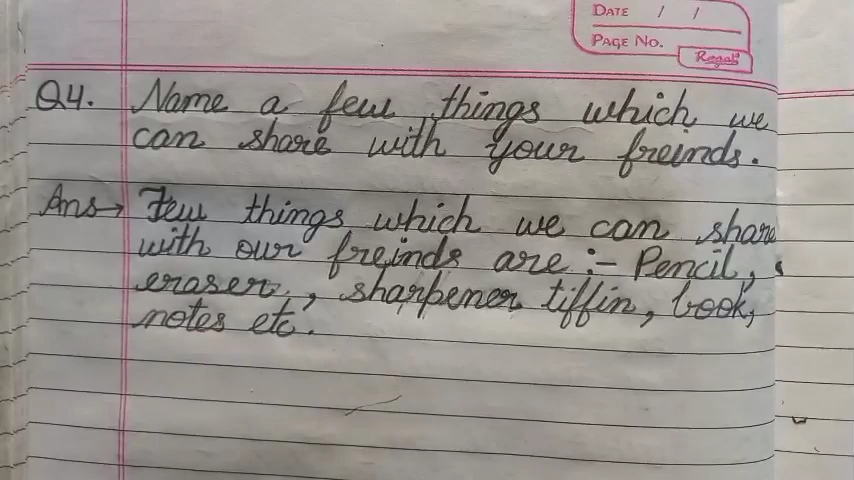 DATE / /
PAGE NO.
Regal
Q4. Name a few things which we
can share with your freinds.
Ans→ Few things which we can share
with our freinds are :- Pencil,
eraser, sharpener tiffin, book,
notes etc.